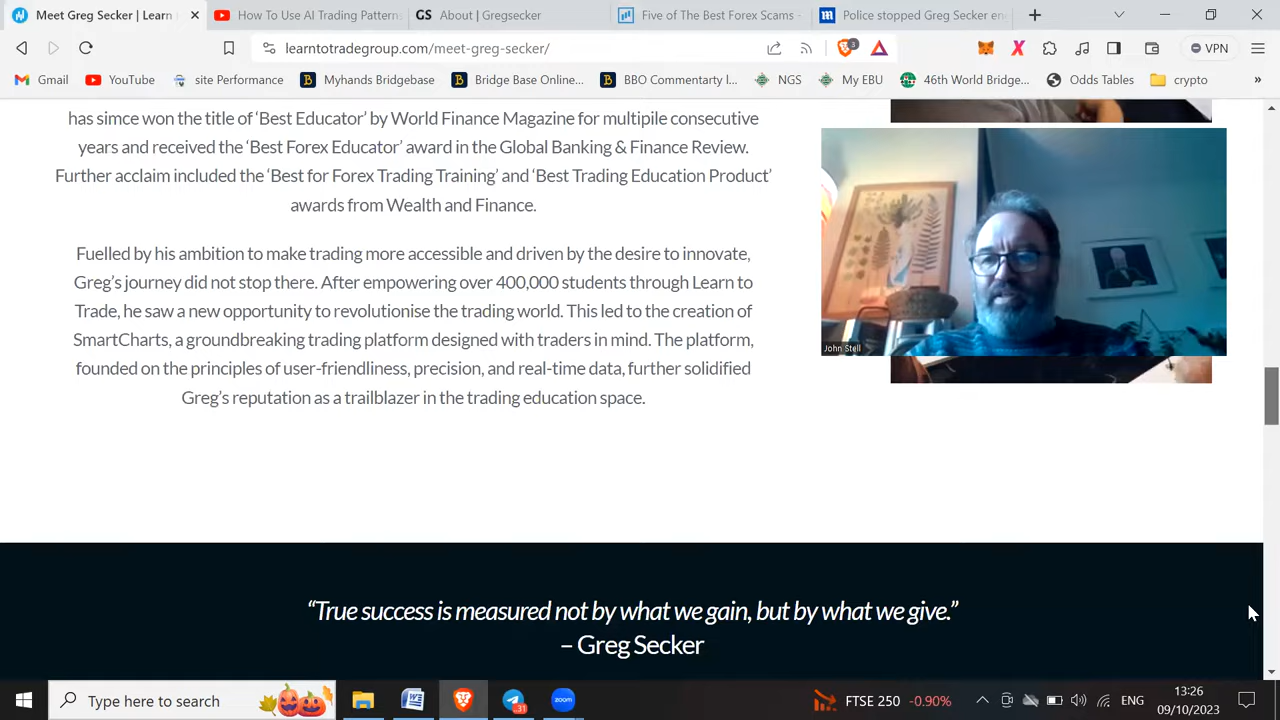 Meet Greg Secker | Learn
How To Use AI Trading Patterns
GS About | Gregsecker
Five of The Best Forex Scams -
Police stopped Greg Secker en
learntotradegroup.com/meet-greg-secker/
3
VPN
Gmail
YouTube
site Performance
Myhands Bridgebase
Bridge Base Online...
BBO Commentarty I...
NGS
My EBU
46th World Bridge...
Odds Tables
crypto
»
has simce won the title of ‘Best Educator’ by World Finance Magazine for multipile consecutive
years and received the ‘Best Forex Educator’ award in the Global Banking & Finance Review.
Further acclaim included the ‘Best for Forex Trading Training’ and ‘Best Trading Education Product’
awards from Wealth and Finance.
Fuelled by his ambition to make trading more accessible and driven by the desire to innovate,
Greg’s journey did not stop there. After empowering over 400,000 students through Learn to
Trade, he saw a new opportunity to revolutionise the trading world. This led to the creation of
SmartCharts, a groundbreaking trading platform designed with traders in mind. The platform,
founded on the principles of user-friendliness, precision, and real-time data, further solidified
Greg’s reputation as a trailblazer in the trading education space.
John Stell
“True success is measured not by what we gain, but by what we give.”
– Greg Secker
Type here to search
31
zoom
FTSE 250 -0.90%
ENG
13:26
09/10/2023